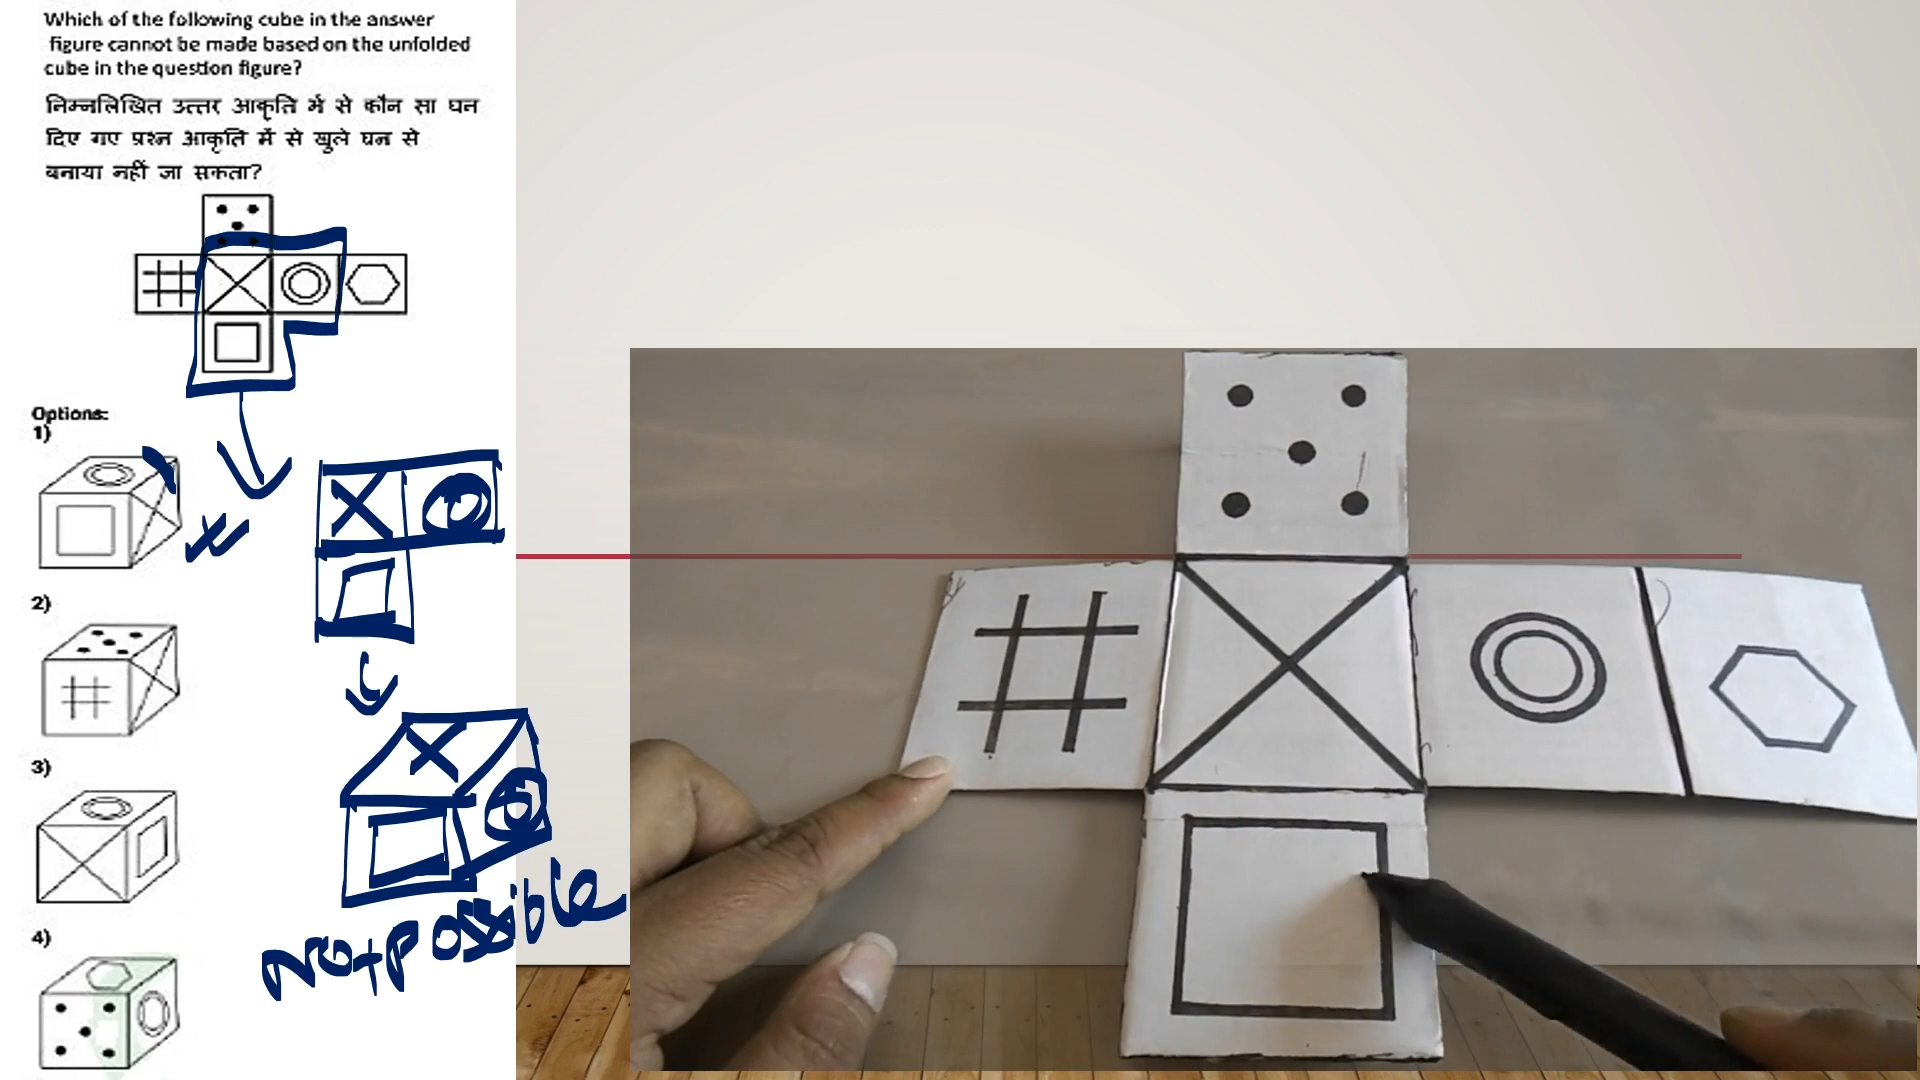 Which of the following cube in the answer
figure cannot be made based on the unfolded
cube in the question figure?
निम्नलिखित उत्तर आकृति में से कौन सा घन
दिए गए प्रश्न आकृति में से खुले घन से
बनाया नहीं जा सकता?
Options:
1)
2)
3)
4)
Not possible